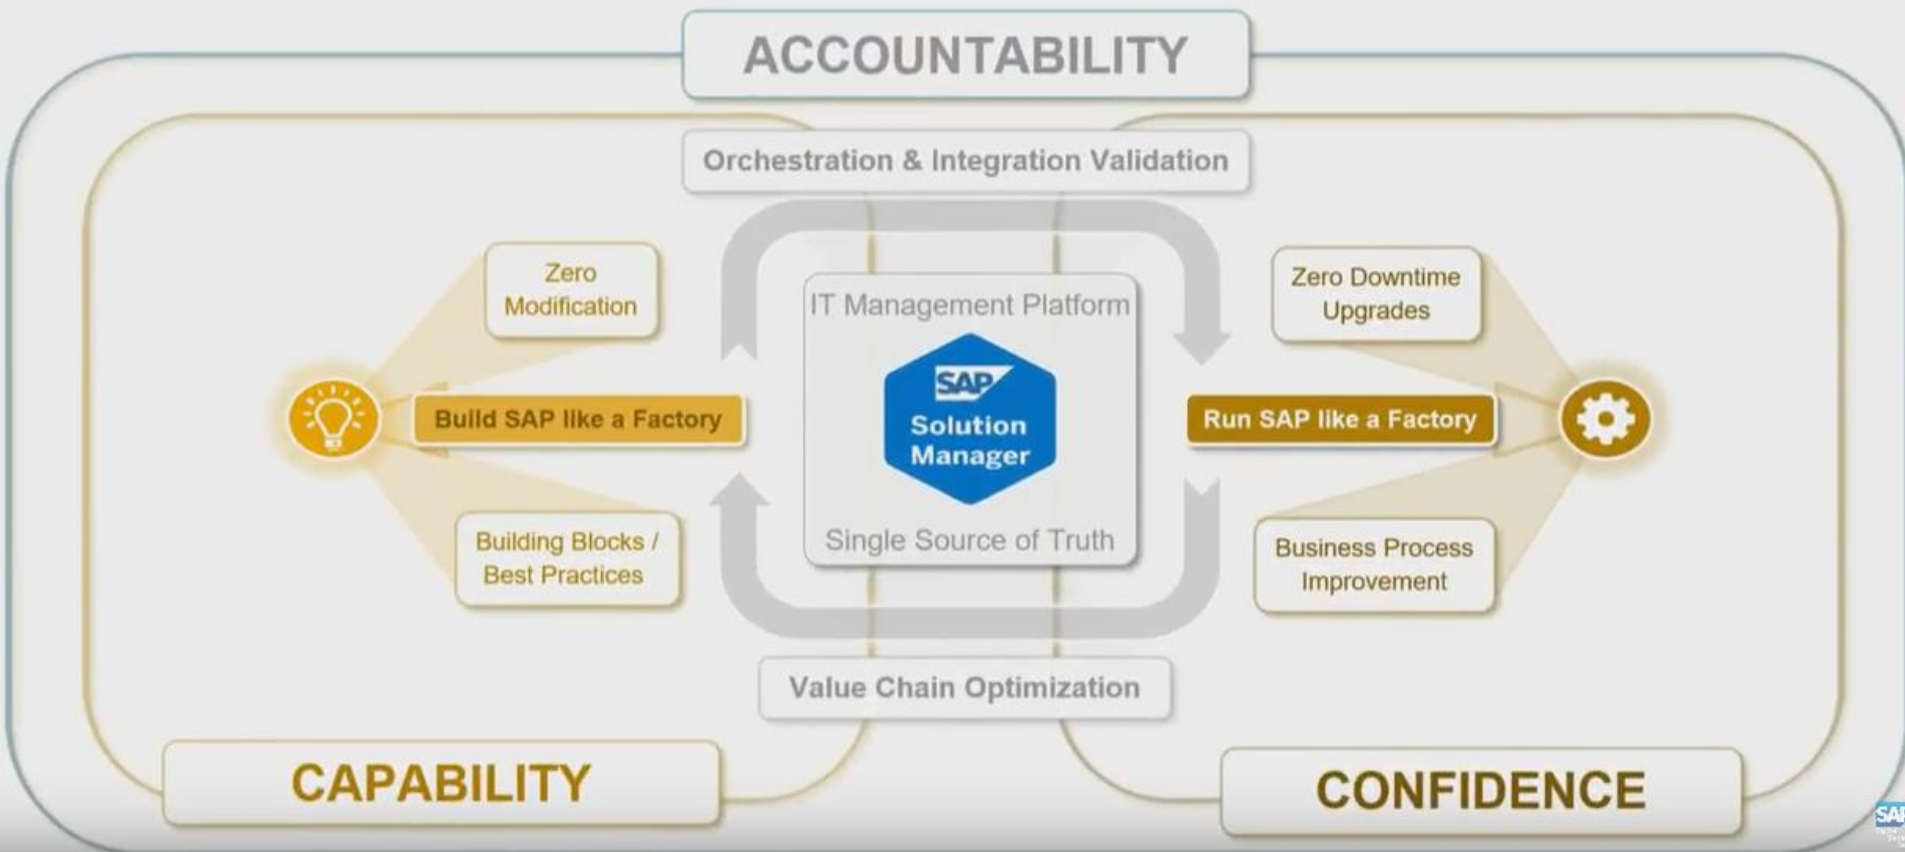 ACCOUNTABILITY
Orchestration & Integration Validation
Zero
Modification
IT Management Platform
Zero Downtime
Upgrades
SAP
Solution
Manager
Build SAP like a Factory
Run SAP like a Factory
Single Source of Truth
Building Blocks /
Best Practices
Business Process
Improvement
Value Chain Optimization
CAPABILITY
CONFIDENCE
SAP